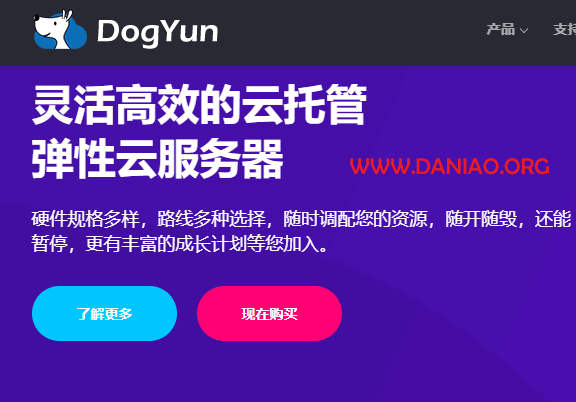 DogYun
产品
支持
灵活高效的云托管
弹性云服务器
WWW.DANIAO.ORG
硬件规格多样，路线多种选择，随时调配您的资源，随开随毁，还能
暂停，更有丰富的成长计划等您加入。
了解更多
现在购买